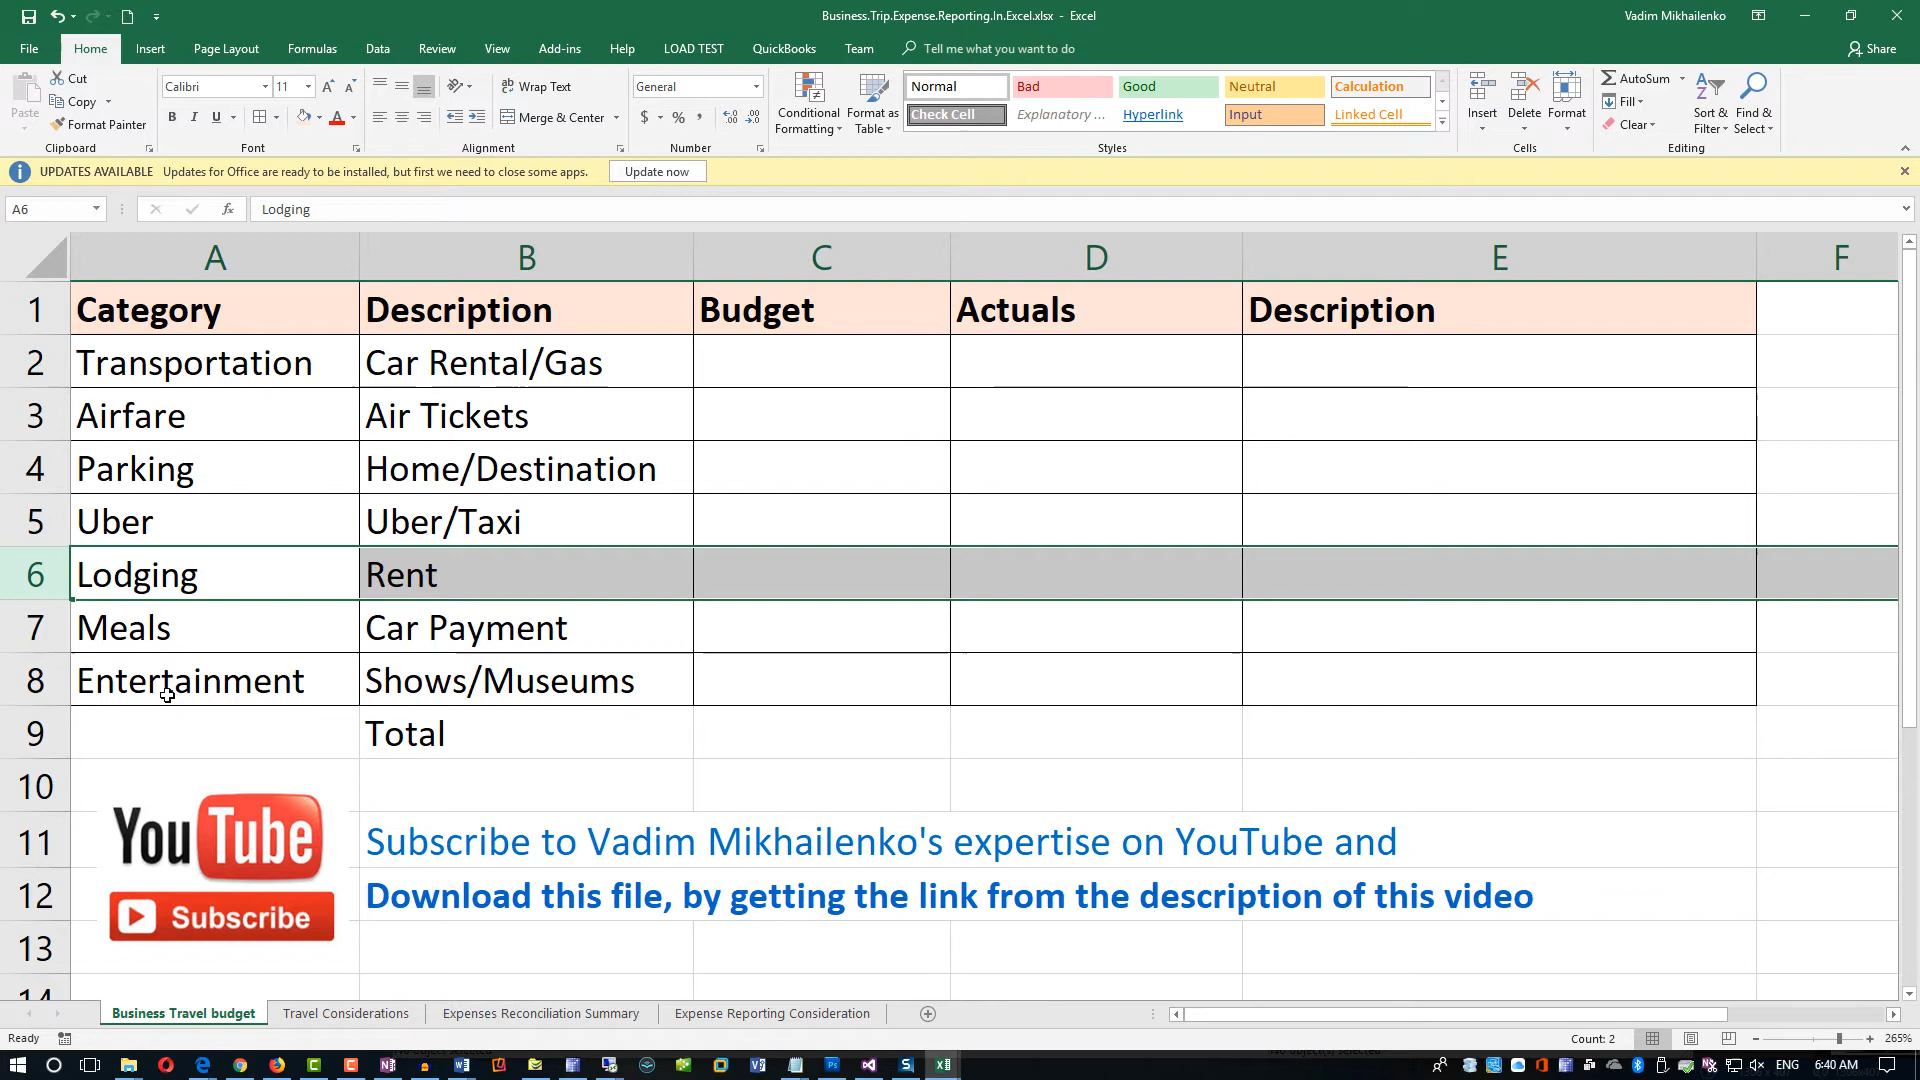 Business.Trip.Expense.Reporting.In.Excel.xlsx - Excel
Vadim Mikhailenko
File Home Insert Page Layout Formulas Data Review View Add-ins Help LOAD TEST QuickBooks Team Tell me what you want to do Share
Paste
Cut
Copy
Format Painter
Clipboard
Calibri 11
B I U
Font
Wrap Text
Merge & Center
Alignment
General
$ % ,
Number
Conditional Formatting
Format as Table
Normal Bad Good Neutral Calculation
Check Cell Explanatory ... Hyperlink Input Linked Cell
Styles
Insert Delete Format
Cells
AutoSum
Fill
Clear
Sort & Filter
Find & Select
Editing
UPDATES AVAILABLE Updates for Office are ready to be installed, but first we need to close some apps. Update now
A6 fx Lodging
A B C D E F
1 Category Description Budget Actuals Description
2 Transportation Car Rental/Gas
3 Airfare Air Tickets
4 Parking Home/Destination
5 Uber Uber/Taxi
6 Lodging Rent
7 Meals Car Payment
8 Entertainment Shows/Museums
9 Total
10
11 Subscribe to Vadim Mikhailenko's expertise on YouTube and
12 Download this file, by getting the link from the description of this video
13
14
YouTube
Subscribe
Business Travel budget Travel Considerations Expenses Reconciliation Summary Expense Reporting Consideration
Ready Count: 2 265%
ENG 6:40 AM